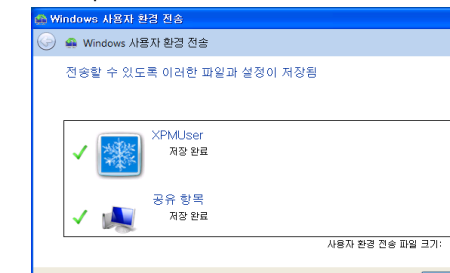 Windows 사용자 환경 전송
Windows 사용자 환경 전송
전송할 수 있도록 이러한 파일과 설정이 저장됨
XPMUser
저장 완료
공유 항목
저장 완료
사용자 환경 전송 파일 크기: